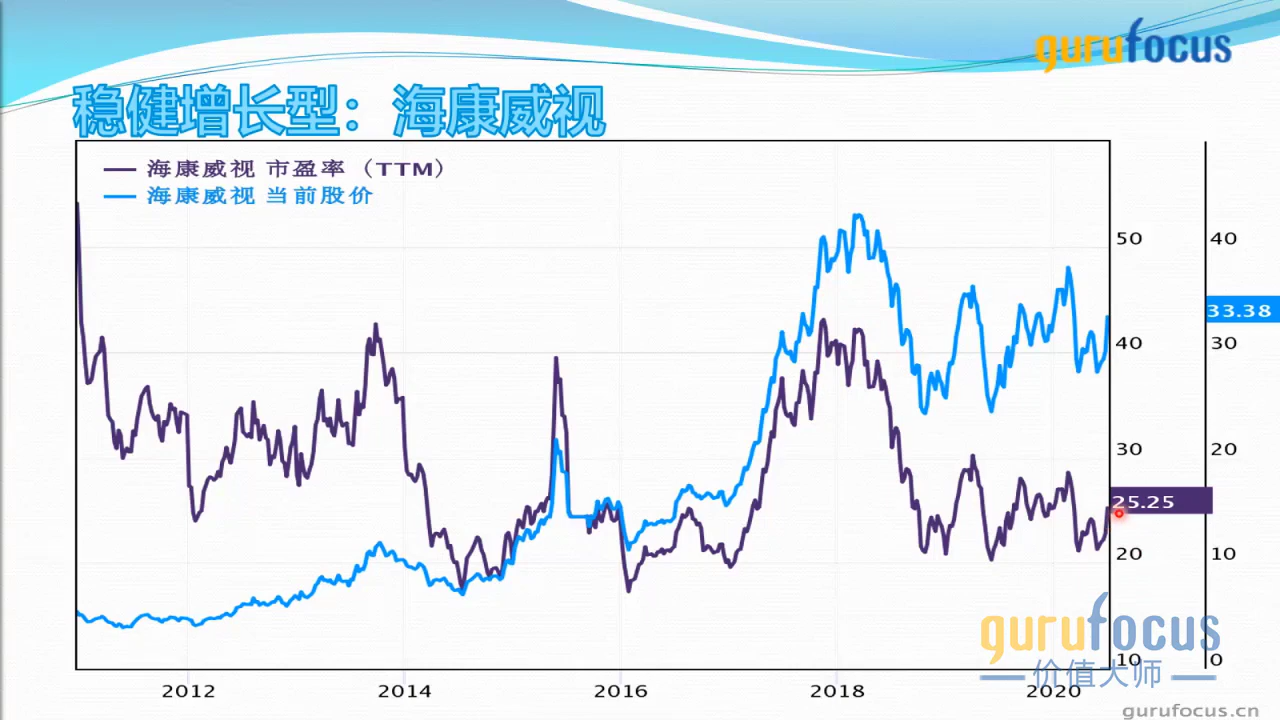 gurufocus
稳健增长型：海康威视
海康威视 市盈率（TTM）
海康威视 当前股价
50 40
33.38
40 30
30 20
25.25
20 10
gurufocus
10 0
价值大师
2012 2014 2016 2018 2020
gurufocus.cn